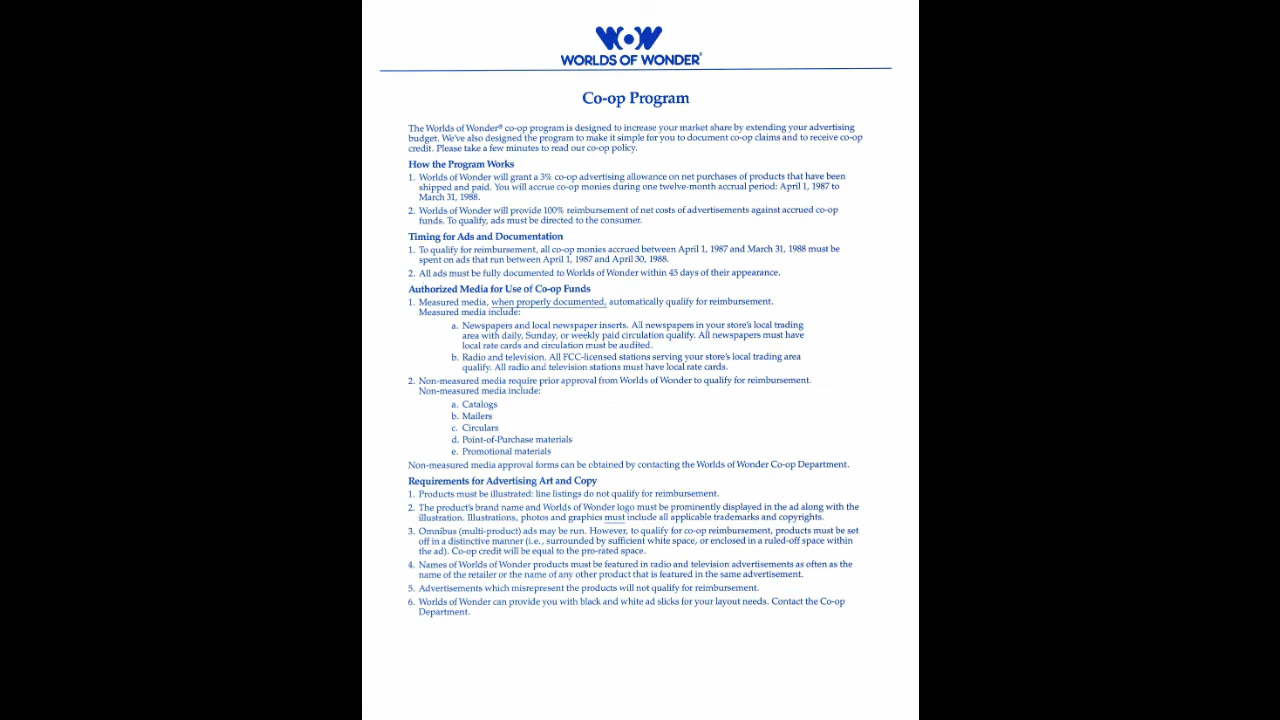 WOW
WORLDS OF WONDER®
Co-op Program
The Worlds of Wonder® co-op program is designed to increase your market share by extending your advertising
budget. We've also designed the program to make it simple for you to document co-op claims and to receive co-op
credit. Please take a few minutes to read our co-op policy.
How the Program Works
1. Worlds of Wonder will grant a 3% co-op advertising allowance on net purchases of products that have been
shipped and paid. You will accrue co-op monies during one twelve-month accrual period: April 1, 1987 to
March 31, 1988.
2. Worlds of Wonder will provide 100% reimbursement of net costs of advertisements against accrued co-op
funds. To qualify, ads must be directed to the consumer.
Timing for Ads and Documentation
1. To qualify for reimbursement, all co-op monies accrued between April 1, 1987 and March 31, 1988 must be
spent on ads that run between April 1, 1987 and April 30, 1988.
2. All ads must be fully documented to Worlds of Wonder within 45 days of their appearance.
Authorized Media for Use of Co-op Funds
1. Measured media, when properly documented, automatically qualify for reimbursement.
Measured media include:
a. Newspapers and local newspaper inserts. All newspapers in your store's local trading
area with daily, Sunday, or weekly paid circulation qualify. All newspapers must have
local rate cards and circulation must be audited.
b. Radio and television. All FCC-licensed stations serving your store's local trading area
qualify. All radio and television stations must have local rate cards.
2. Non-measured media require prior approval from Worlds of Wonder to qualify for reimbursement.
Non-measured media include:
a. Catalogs
b. Mailers
c. Circulars
d. Point-of-Purchase materials
e. Promotional materials
Non-measured media approval forms can be obtained by contacting the Worlds of Wonder Co-op Department.
Requirements for Advertising Art and Copy
1. Products must be illustrated: line listings do not qualify for reimbursement.
2. The product's brand name and Worlds of Wonder logo must be prominently displayed in the ad along with the
illustration. Illustrations, photos and graphics must include all applicable trademarks and copyrights.
3. Omnibus (multi-product) ads may be run. However, to qualify for co-op reimbursement, products must be set
off in a distinctive manner (i.e., surrounded by sufficient white space, or enclosed in a ruled-off space within
the ad). Co-op credit will be equal to the pro-rated space.
4. Names of Worlds of Wonder products must be featured in radio and television advertisements as often as the
name of the retailer or the name of any other product that is featured in the same advertisement.
5. Advertisements which misrepresent the products will not qualify for reimbursement.
6. Worlds of Wonder can provide you with black and white ad slicks for your layout needs. Contact the Co-op
Department.